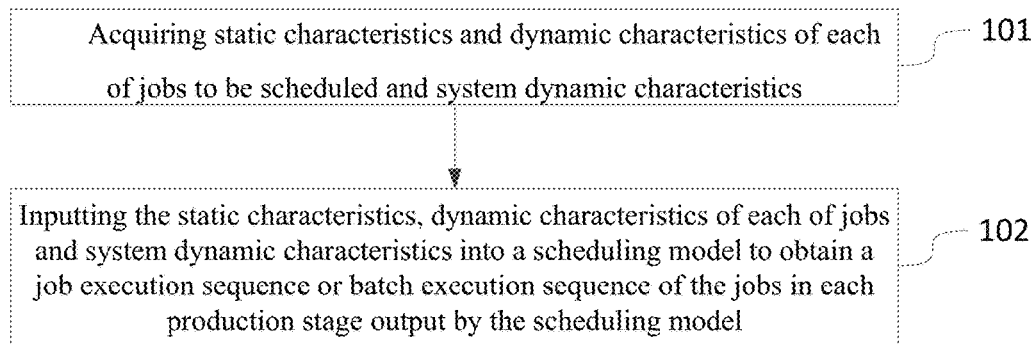 Acquiring static characteristics and dynamic characteristics of each
of jobs to be scheduled and system dynamic characteristics
101
Inputting the static characteristics, dynamic characteristics of each of jobs
and system dynamic characteristics into a scheduling model to obtain a
job execution sequence or batch execution sequence of the jobs in each
production stage output by the scheduling model
102